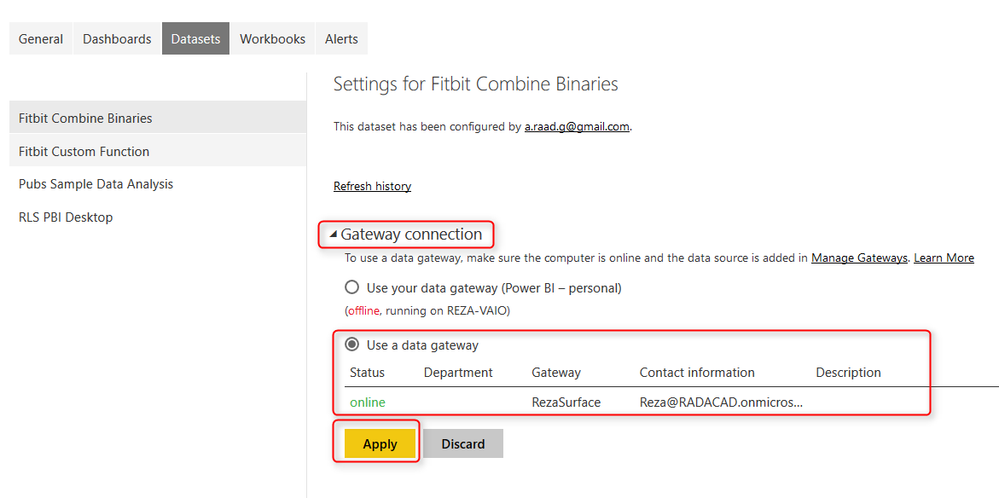 General Dashboards Datasets Workbooks Alerts
Fitbit Combine Binaries
Fitbit Custom Function
Pubs Sample Data Analysis
RLS PBI Desktop
Settings for Fitbit Combine Binaries
This dataset has been configured by a.raad.g@gmail.com.
Refresh history
Gateway connection
To use a data gateway, make sure the computer is online and the data source is added in Manage Gateways. Learn More
Use your data gateway (Power BI – personal)
(offline, running on REZA-VAIO)
Use a data gateway
Status Department Gateway Contact information Description
online RezaSurface Reza@RADACAD.onmicros...
Apply Discard